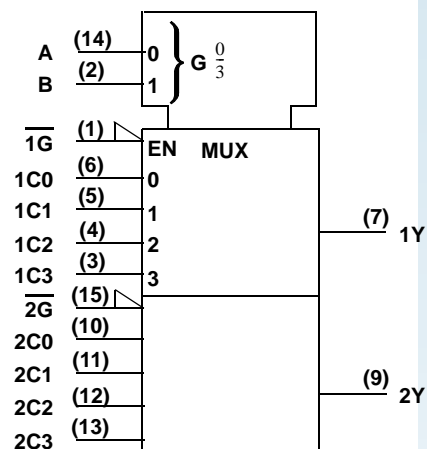 A (14) 0
B (2) 1
G 0/3
1G (1) EN MUX
1C0 (6) 0
1C1 (5) 1
1C2 (4) 2
1C3 (3) 3
(7) 1Y
2G (15)
2C0 (10)
2C1 (11)
2C2 (12)
2C3 (13)
(9) 2Y